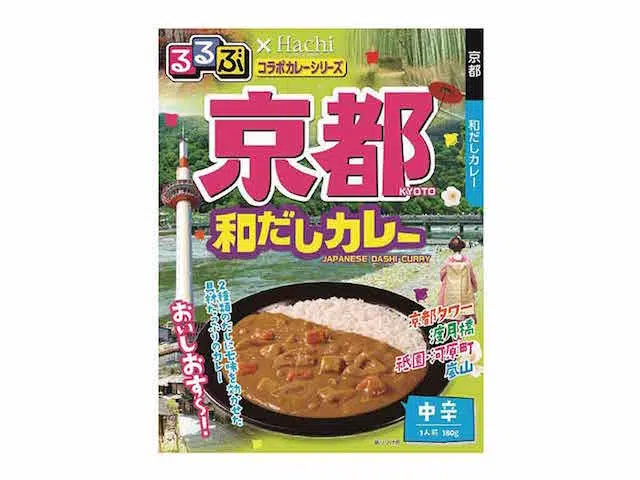 るるぶ
×Hachi
コラボカレーシリーズ
京都
KYOTO
和だしカレー
JAPANESE DASHI CURRY
京都
和だしカレー
2種類のだしに七味を効かせた
具材たっぷりのカレー
おいしおすぇ〜!
京都タワー
渡月橋
祇園・河原町
嵐山
中辛
1人前 180g